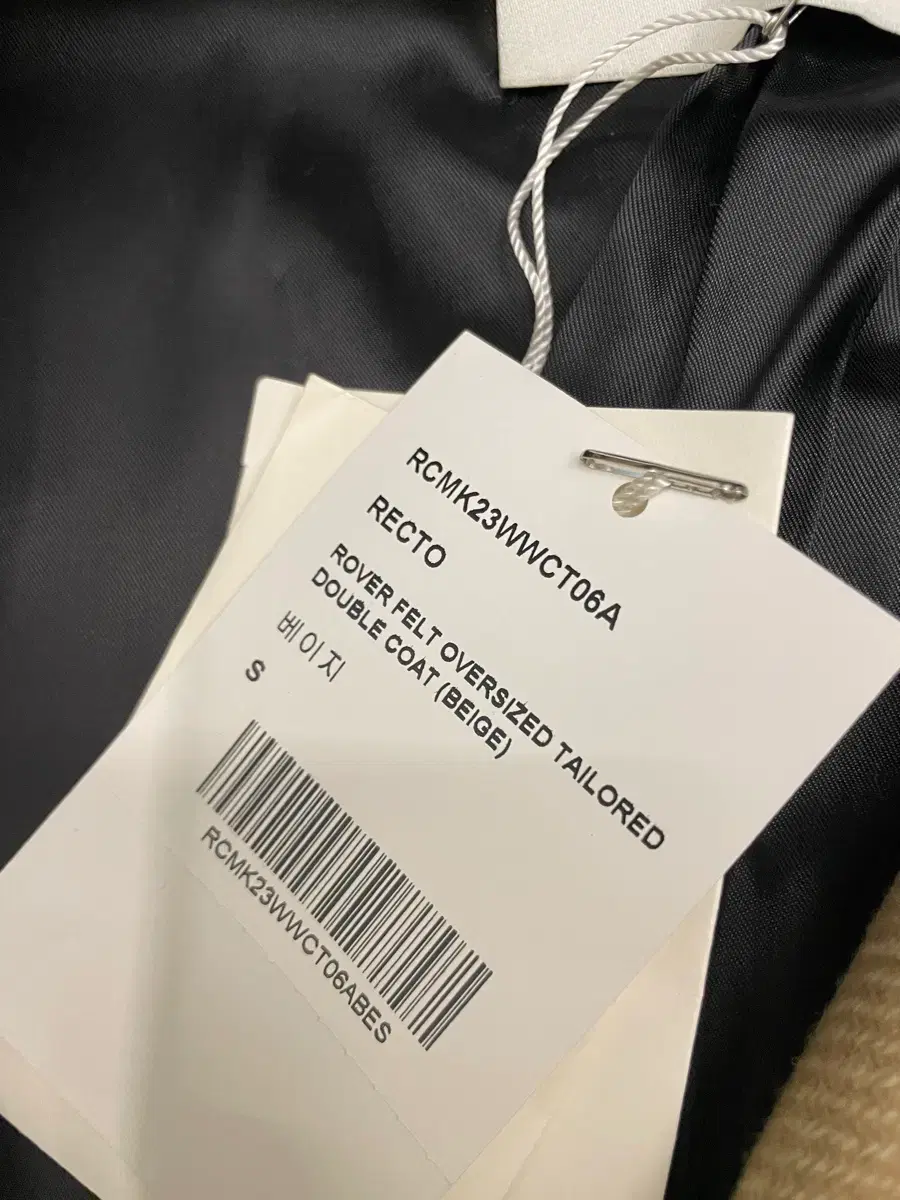 RCMK23WWCT06A
RECTO
ROVER FELT OVERSIZED TAILORED
DOUBLE COAT (BEIGE)
베이지
S
RCMK23WWCT06ABES